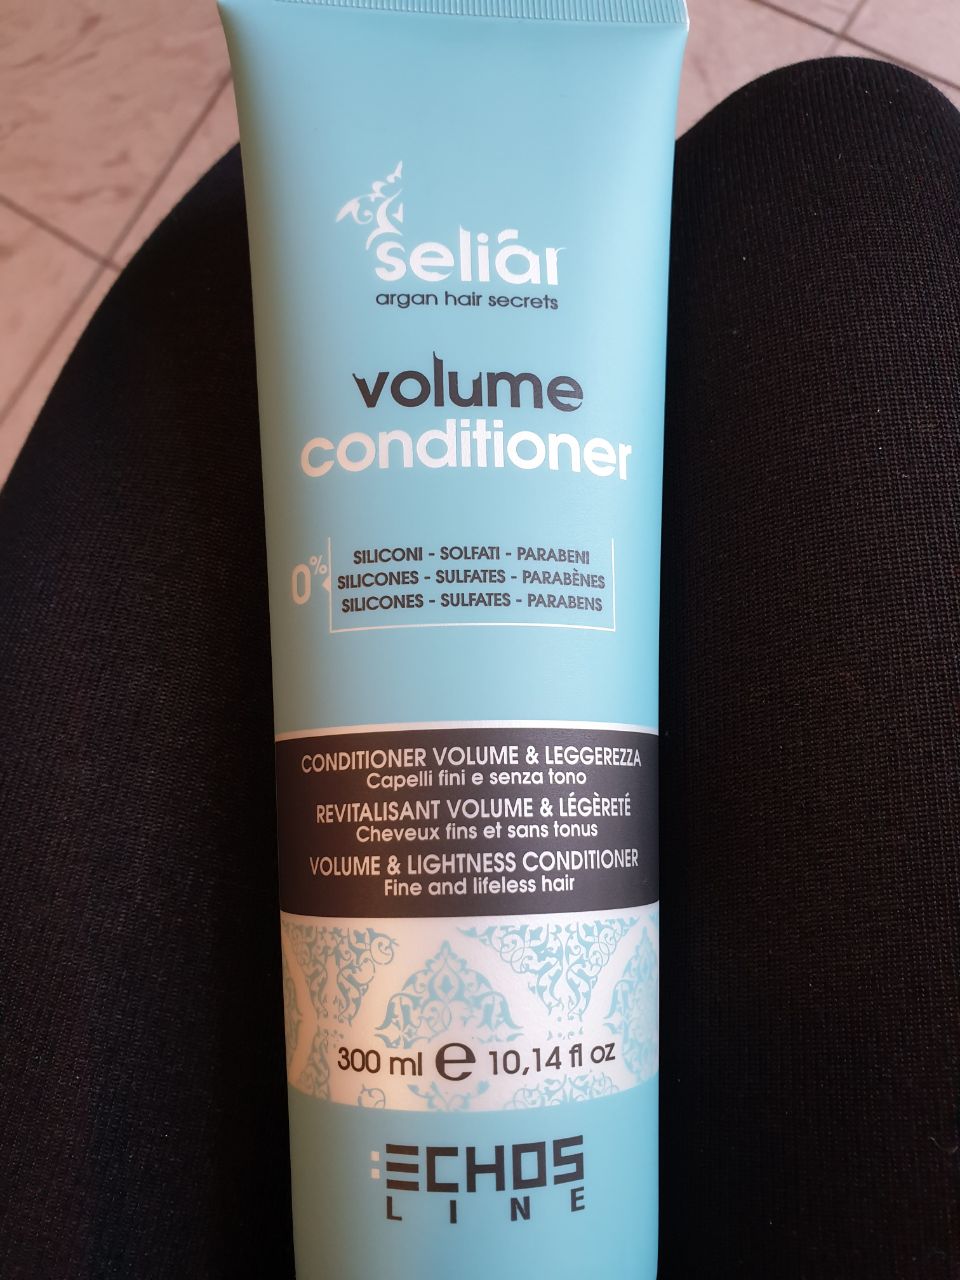 seliár
argan hair secrets
volume
conditioner
0%
SILICONI - SOLFATI - PARABENI
SILICONES - SULFATES - PARABÈNES
SILICONES - SULFATES - PARABENS
CONDITIONER VOLUME & LEGGEREZZA
Capelli fini e senza tono
REVITALISANT VOLUME & LÉGÈRETÉ
Cheveux fins et sans tonus
VOLUME & LIGHTNESS CONDITIONER
Fine and lifeless hair
300 ml e 10,14 fl oz
ECHOS
LINE